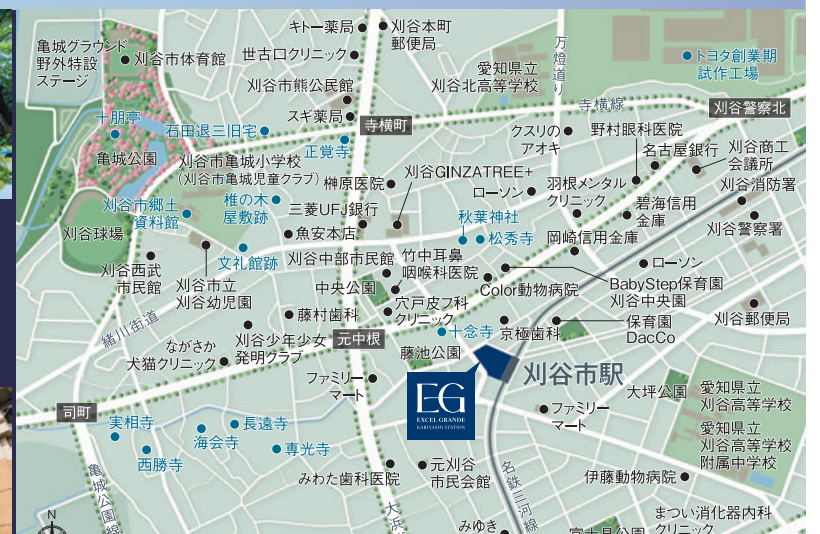 キトー薬局
刈谷本町
郵便局
亀城グラウンド
野外特設
ステージ
刈谷市体育館
世古口クリニック
万燈通り
愛知県立
刈谷北高等学校
トヨタ創業期
試作工場
刈谷市熊公民館
寺横線
刈谷警察北
十朋亭
石田退三旧宅
スギ薬局
寺横町
正覚寺
クスリの
アオキ
野村眼科医院
名古屋銀行
刈谷商工
会議所
亀城公園
刈谷市亀城小学校
(刈谷市亀城児童クラブ)
榊原医院
刈谷GINZATREE+
ローソン
羽根メンタル
クリニック
刈谷消防署
刈谷市郷土
資料館
椎の木
屋敷跡
三菱UFJ銀行
秋葉神社
碧海信用
金庫
刈谷警察署
刈谷球場
魚安本店
松秀寺
岡崎信用金庫
文礼館跡
刈谷中部市民館
竹中耳鼻
咽喉科医院
ローソン
刈谷西武
市民館
刈谷市立
刈谷幼児園
中央公園
Color動物病院
BabyStep保育園
刈谷中央園
緒川街道
藤村歯科
穴戸皮フ科
クリニック
十念寺
京極歯科
保育園
DacCo
刈谷郵便局
ながさか
犬猫クリニック
刈谷少年少女
発明クラブ
元中根
藤池公園
刈谷市駅
ファミリー
マート
EG
EXCEL GRANDE
KARIYASHI STATION
大坪公園
愛知県立
刈谷高等学校
司町
実相寺
海会寺
長遠寺
ファミリー
マート
愛知県立
刈谷高等学校
附属中学校
西勝寺
専光寺
みわた歯科医院
元刈谷
市民会館
名鉄三河線
伊藤動物病院
亀城公園線
大浜
N
みゆき
富士見公園
まつい消化器内科
クリニック